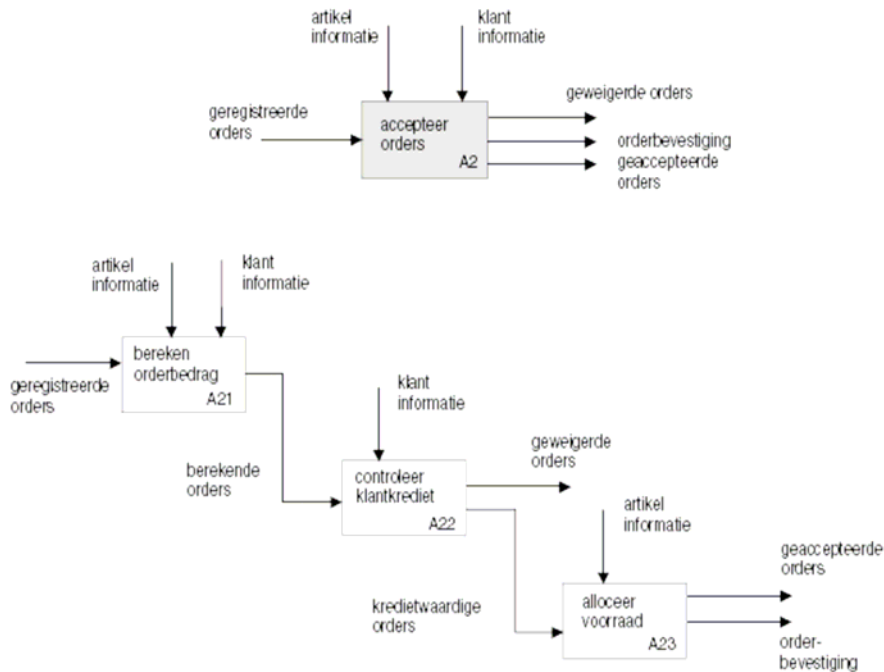 artikel
informatie
klant
informatie
geregistreerde
orders
accepteer
orders
A2
geweigerde orders
orderbevestiging
geaccepteerde
orders
artikel
informatie
klant
informatie
geregistreerde
orders
bereken
orderbedrag
A21
klant
informatie
berekende
orders
controleer
klantkrediet
A22
geweigerde
orders
artikel
informatie
kredietwaardige
orders
alloceer
voorraad
A23
geaccepteerde
orders
order-
bevestiging